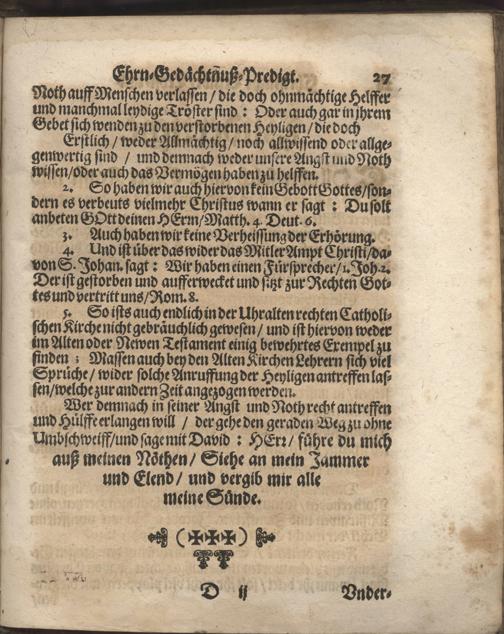 Ehrn-Gedächtnuß-Predigt. 27
Noth auff Menschen verlassen / die doch ohnmächtige Helffer
und manchmal leydige Tröster sind : Oder auch gar in jhrem
Gebet sich wenden zu den verstorbenen Heyligen / die doch
Erstlich / weder Allmächtig / noch allwissend oder allge-
genwertig sind / und demnach weder unsere Angst und Noth
wissen / oder auch das Vermögen haben zu helffen.
2. So haben wir auch hiervon kein Gebott Gottes / son-
dern es verbeuts vielmehr Christus wann er sagt : Du solt
anbeten GOtt deinen HErrn / Matth. 4. Deut. 6.
3. Auch haben wir keine Verheissung der Erhörung.
4. Und ist über das wider das Mitler Ampt Christi / da-
von S. Johan. sagt : Wir haben einen Fürsprecher / 1. Joh. 2.
Der ist gestorben und aufferwecket und sitzt zur Rechten Got-
tes und vertritt uns / Rom. 8.
5. So ists auch endlich in der Uhralten rechten Catholi-
schen Kirche nicht gebräuchlich gewesen / und ist hiervon weder
im Alten oder Newen Testament einig bewehrtes Exempel zu
finden ; Massen auch bey den Alten Kirchen Lehrern sich viel
Sprüche / wider solche Anruffung der Heyligen antreffen las-
sen / welche zur andern Zeit angezogen werden.
Wer demnach in seiner Angst und Noth recht antreffen
und Hülffe erlangen will / der gehe den geraden Weg zu ohne
Umbschweiff / und sage mit David : HErr / führe du mich
auß meinen Nöthen / Siehe an mein Jammer
und Elend / und vergib mir alle
meine Sünde.
D ij Vnder-